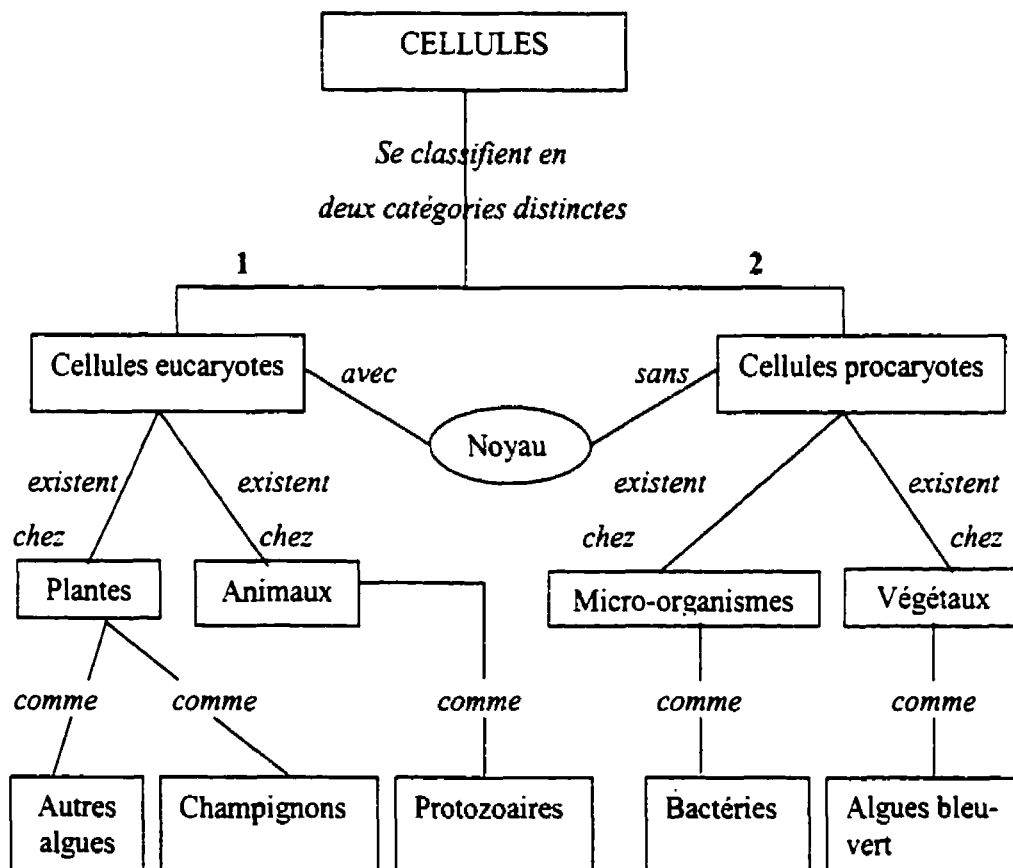 CELLULES
Se classifient en
deux catégories distinctes
1 2
Cellules eucaryotes avec sans Cellules procaryotes
Noyau
existent existent existent existent
chez chez chez chez
Plantes Animaux Micro-organismes Végétaux
comme comme comme comme comme
Autres Champignons Protozoaires Bactéries Algues bleu-
algues vert